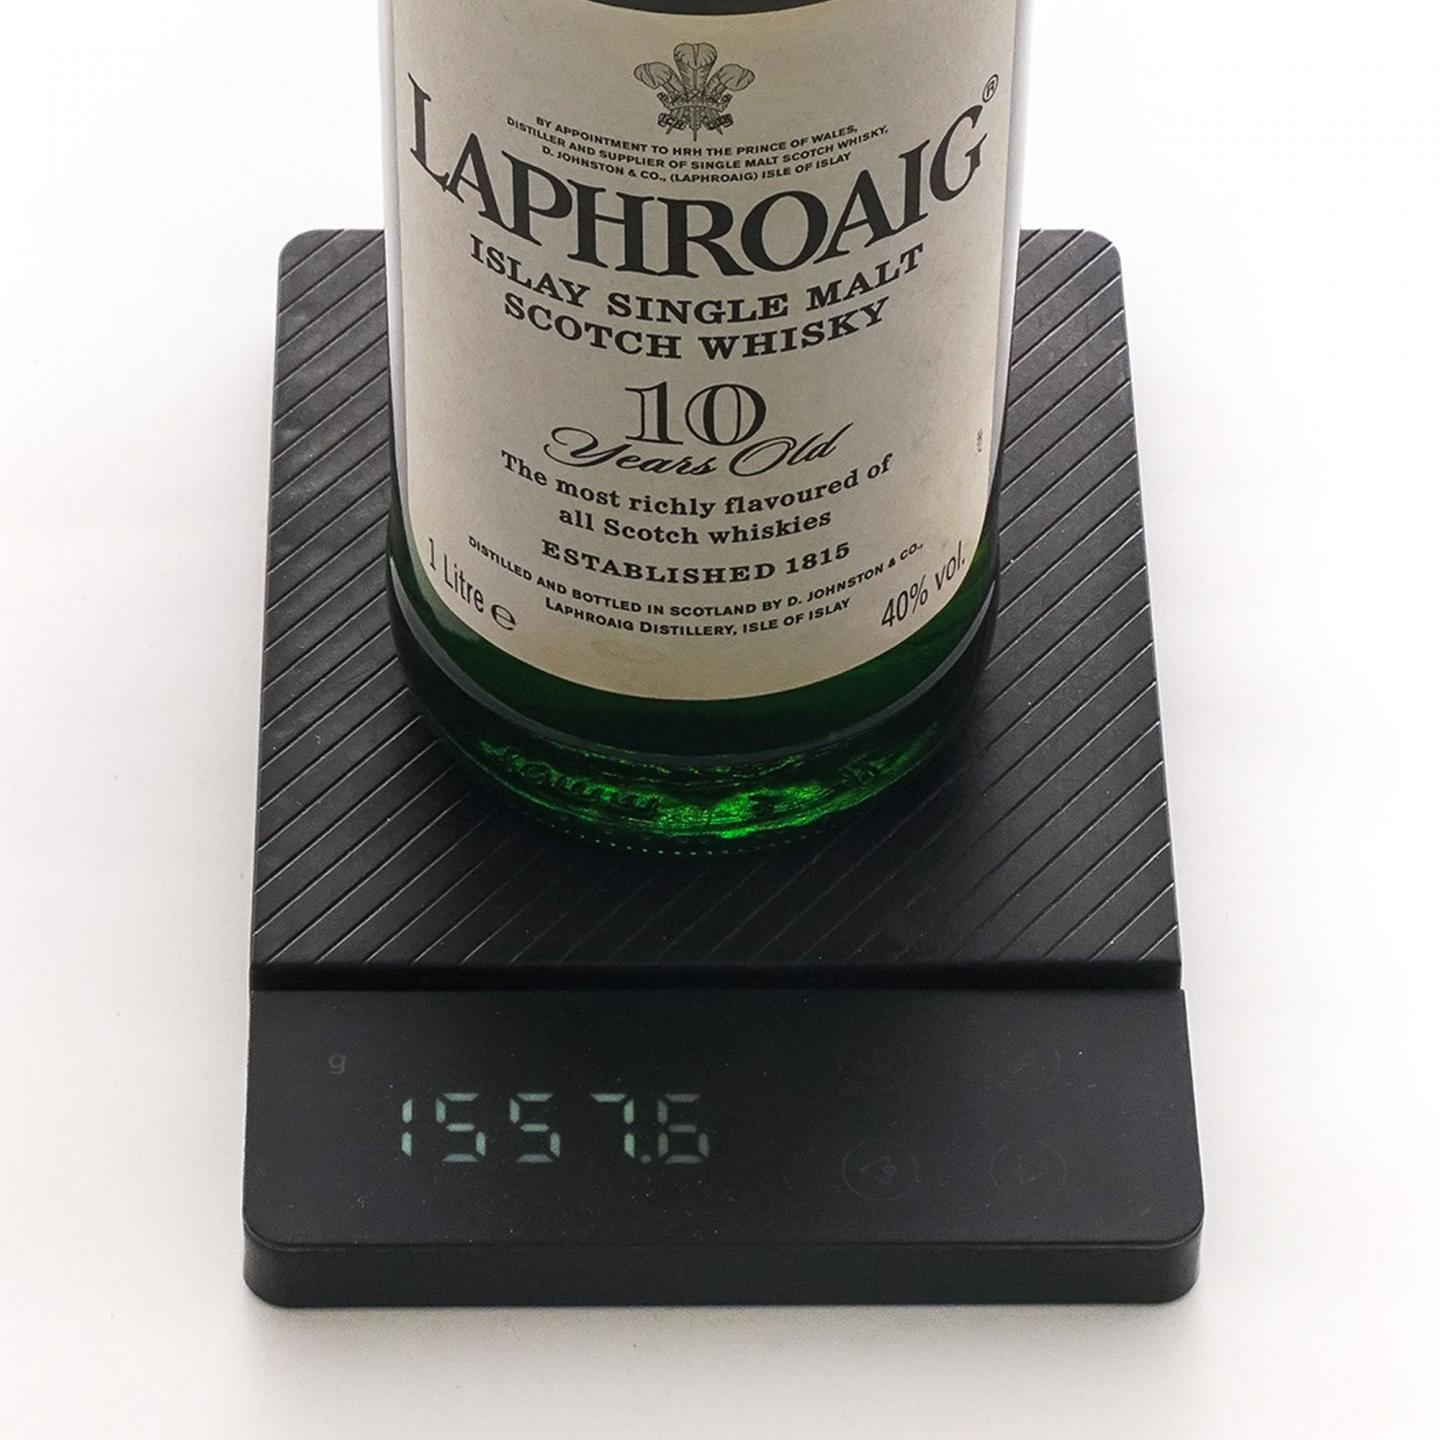 BY APPOINTMENT TO HRH THE PRINCE OF WALES,
DISTILLER AND SUPPLIER OF SINGLE MALT SCOTCH WHISKY,
D. JOHNSTON & CO., (LAPHROAIG) ISLE OF ISLAY
LAPHROAIG®
ISLAY SINGLE MALT
SCOTCH WHISKY
10
Years Old
The most richly flavoured of
all Scotch whiskies
ESTABLISHED 1815
DISTILLED AND BOTTLED IN SCOTLAND BY D. JOHNSTON & CO.,
LAPHROAIG DISTILLERY, ISLE OF ISLAY
1 Litre ℮
40% vol.
g
1557.6